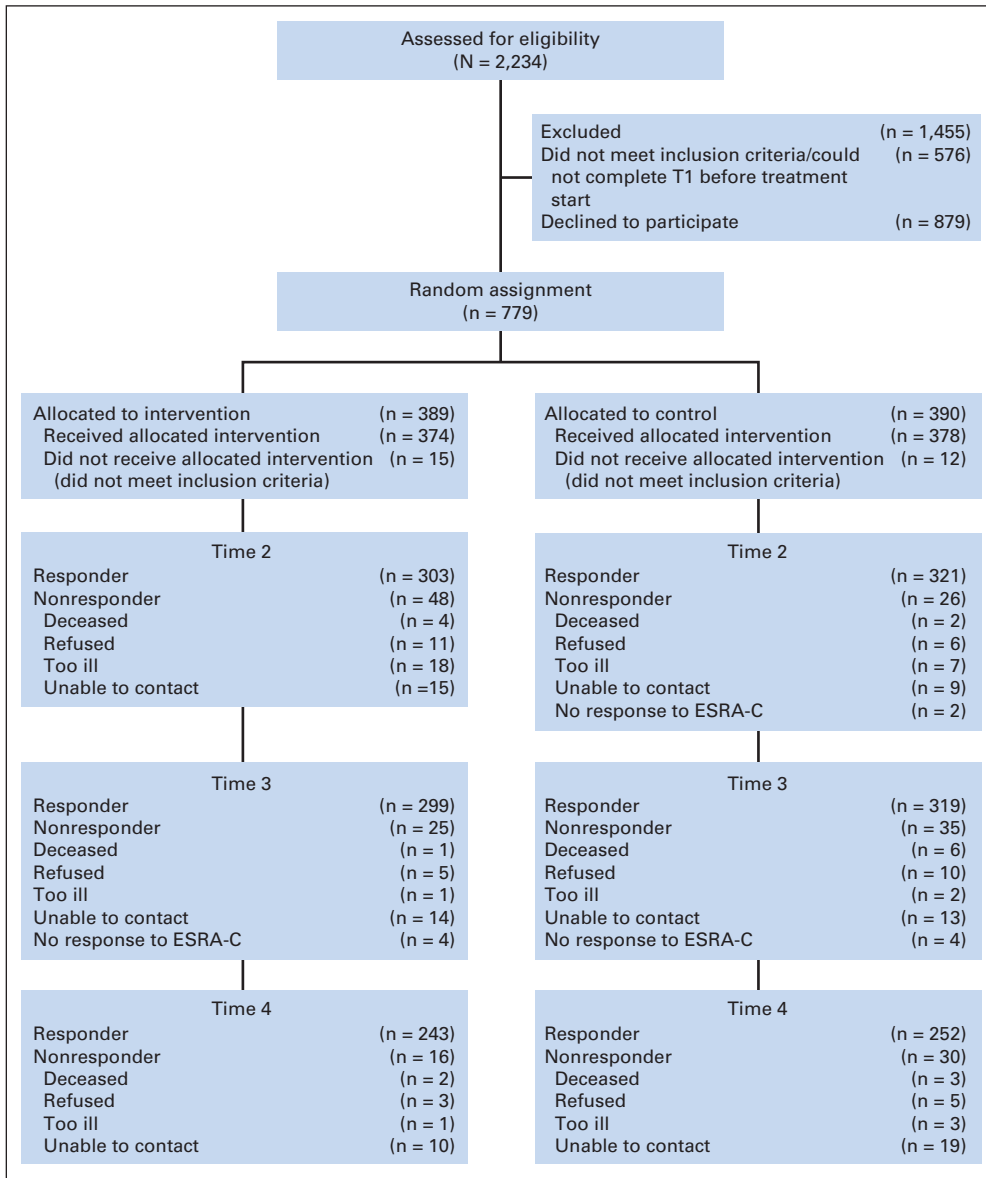 Assessed for eligibility
(N = 2,234)
Excluded (n = 1,455)
Did not meet inclusion criteria/could (n = 576)
not complete T1 before treatment
start
Declined to participate (n = 879)
Random assignment
(n = 779)
Allocated to intervention (n = 389)
Received allocated intervention (n = 374)
Did not receive allocated intervention (n = 15)
(did not meet inclusion criteria)
Allocated to control (n = 390)
Received allocated intervention (n = 378)
Did not receive allocated intervention (n = 12)
(did not meet inclusion criteria)
Time 2
Responder (n = 303)
Nonresponder (n = 48)
Deceased (n = 4)
Refused (n = 11)
Too ill (n = 18)
Unable to contact (n =15)
Time 2
Responder (n = 321)
Nonresponder (n = 26)
Deceased (n = 2)
Refused (n = 6)
Too ill (n = 7)
Unable to contact (n = 9)
No response to ESRA-C (n = 2)
Time 3
Responder (n = 299)
Nonresponder (n = 25)
Deceased (n = 1)
Refused (n = 5)
Too ill (n = 1)
Unable to contact (n = 14)
No response to ESRA-C (n = 4)
Time 3
Responder (n = 319)
Nonresponder (n = 35)
Deceased (n = 6)
Refused (n = 10)
Too ill (n = 2)
Unable to contact (n = 13)
No response to ESRA-C (n = 4)
Time 4
Responder (n = 243)
Nonresponder (n = 16)
Deceased (n = 2)
Refused (n = 3)
Too ill (n = 1)
Unable to contact (n = 10)
Time 4
Responder (n = 252)
Nonresponder (n = 30)
Deceased (n = 3)
Refused (n = 5)
Too ill (n = 3)
Unable to contact (n = 19)